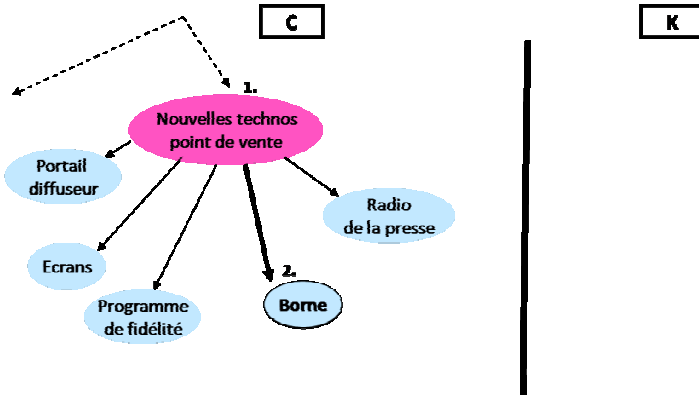 C
K
1.
Nouvelles technos
point de vente
Portail
diffuseur
Radio
de la presse
Ecrans
2.
Borne
Programme
de fidélité